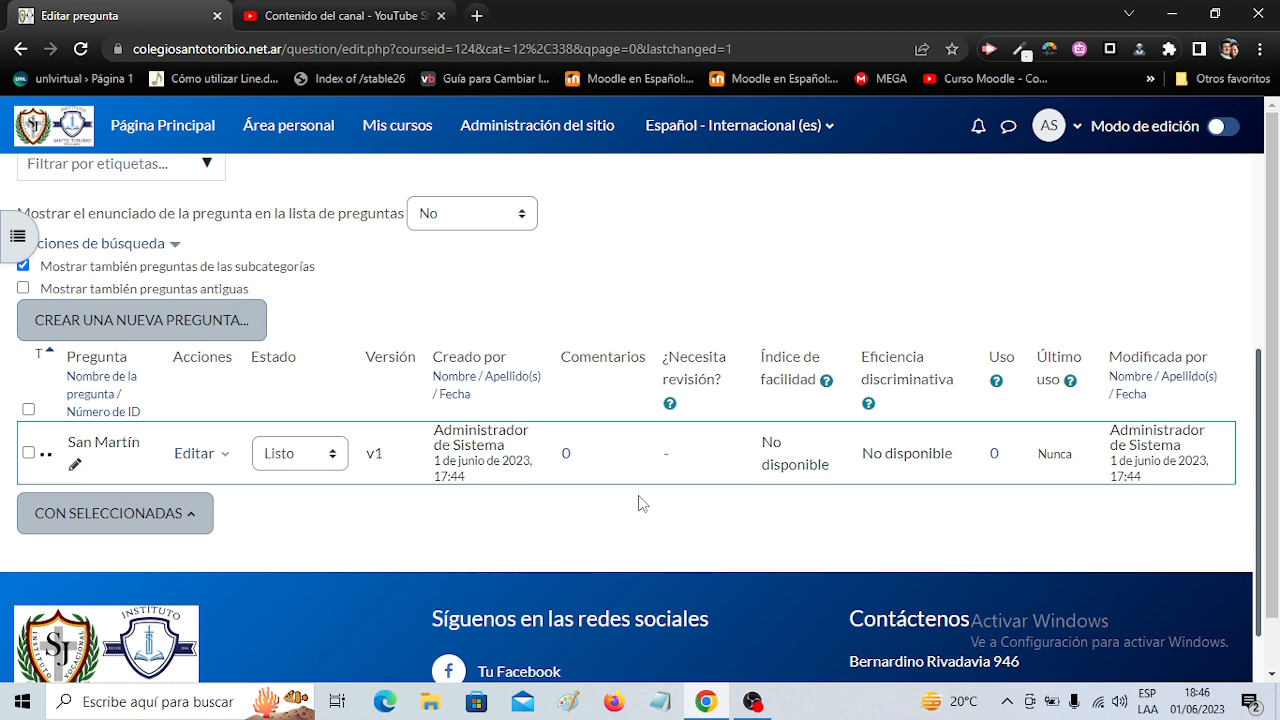 Editar pregunta
Contenido del canal - YouTube S
colegiosantoribio.net.ar/question/edit.php?courseid=124&cat=12%2C3388&qpage=0&lastchanged=1
univirtual › Página 1
Cómo utilizar Line.d...
Index of /stable26
Guía para Cambiar I...
Moodle en Español:...
Moodle en Español:...
MEGA
Curso Moodle - Co...
»
Otros favoritos
Página Principal
Área personal
Mis cursos
Administración del sitio
Español - Internacional (es)
AS
Modo de edición
Filtrar por etiquetas...
Mostrar el enunciado de la pregunta en la lista de preguntas
No
ciones de búsqueda
Mostrar también preguntas de las subcategorías
Mostrar también preguntas antiguas
CREAR UNA NUEVA PREGUNTA...
T
Pregunta
Nombre de la
pregunta /
Número de ID
Acciones
Estado
Versión
Creado por
Nombre / Apellido(s)
/ Fecha
Comentarios
¿Necesita
revisión?
Índice de
facilidad
Eficiencia
discriminativa
Uso
Último
uso
Modificada por
Nombre / Apellido(s)
/ Fecha
San Martín
Editar
Listo
v1
Administrador
de Sistema
1 de junio de 2023,
17:44
0
-
No
disponible
No disponible
0
Nunca
Administrador
de Sistema
1 de junio de 2023,
17:44
CON SELECCIONADAS
INSTITUTO
SJ
Síguenos en las redes sociales
Tu Facebook
Contáctenos
Bernardino Rivadavia 946
Activar Windows
Ve a Configuración para activar Windows.
Escribe aquí para buscar
20°C
ESP
LAA
18:46
01/06/2023
2